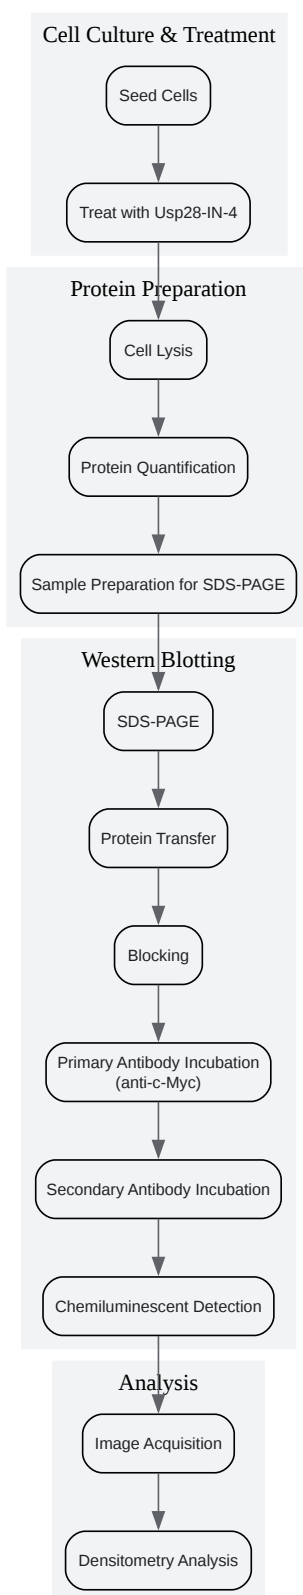 Cell Culture & Treatment
Seed Cells
Treat with Usp28-IN-4
Protein Preparation
Cell Lysis
Protein Quantification
Sample Preparation for SDS-PAGE
Western Blotting
SDS-PAGE
Protein Transfer
Blocking
Primary Antibody Incubation
(anti-c-Myc)
Secondary Antibody Incubation
Chemiluminescent Detection
Analysis
Image Acquisition
Densitometry Analysis